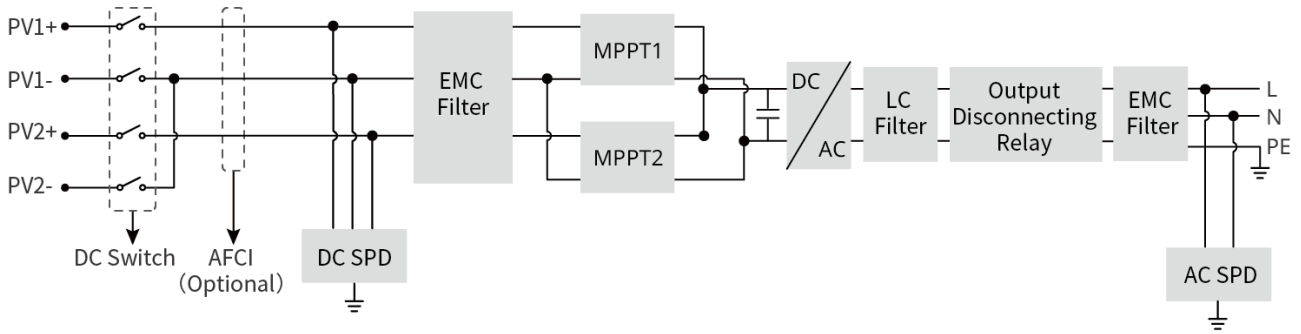 PV1+
PV1-
PV2+
PV2-
DC Switch
AFCI
(Optional)
DC SPD
EMC
Filter
MPPT1
MPPT2
DC
AC
LC
Filter
Output
Disconnecting
Relay
EMC
Filter
L
N
PE
AC SPD